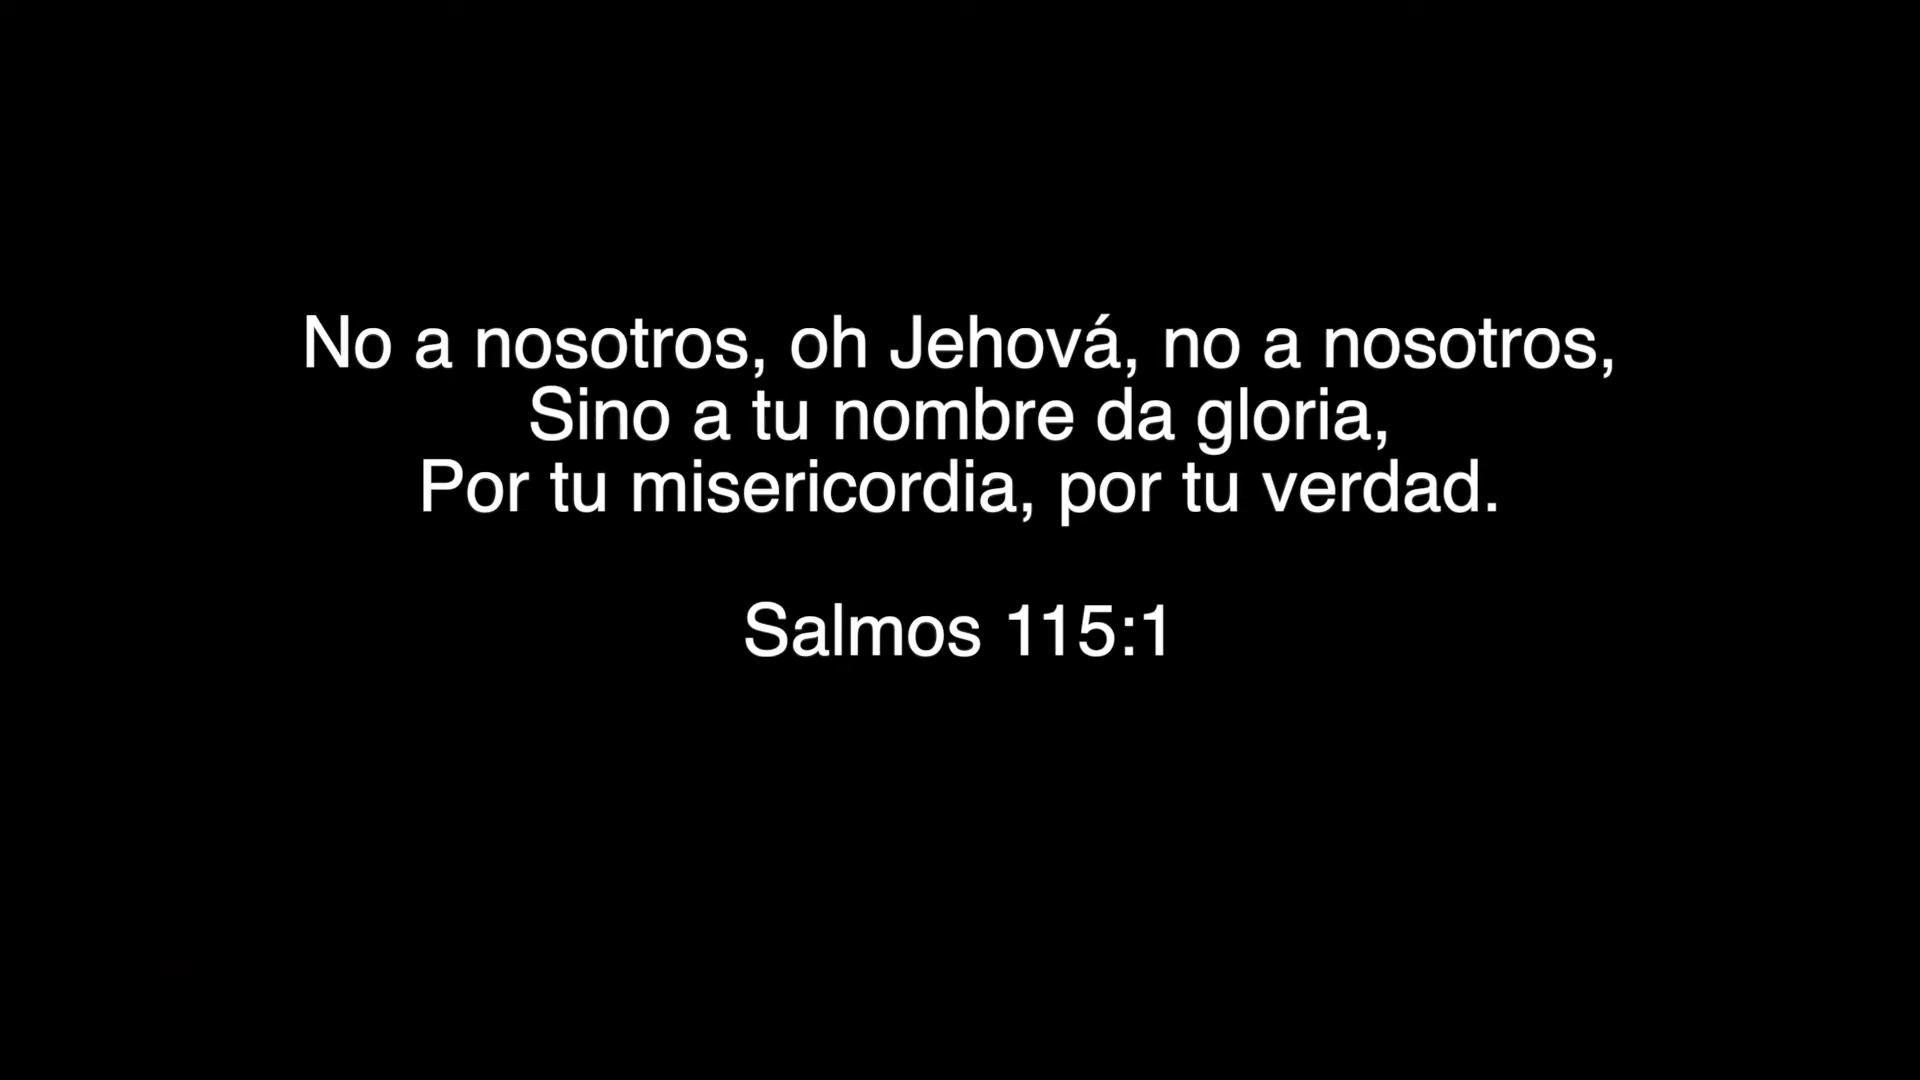 No a nosotros, oh Jehová, no a nosotros,
Sino a tu nombre da gloria,
Por tu misericordia, por tu verdad.
Salmos 115:1